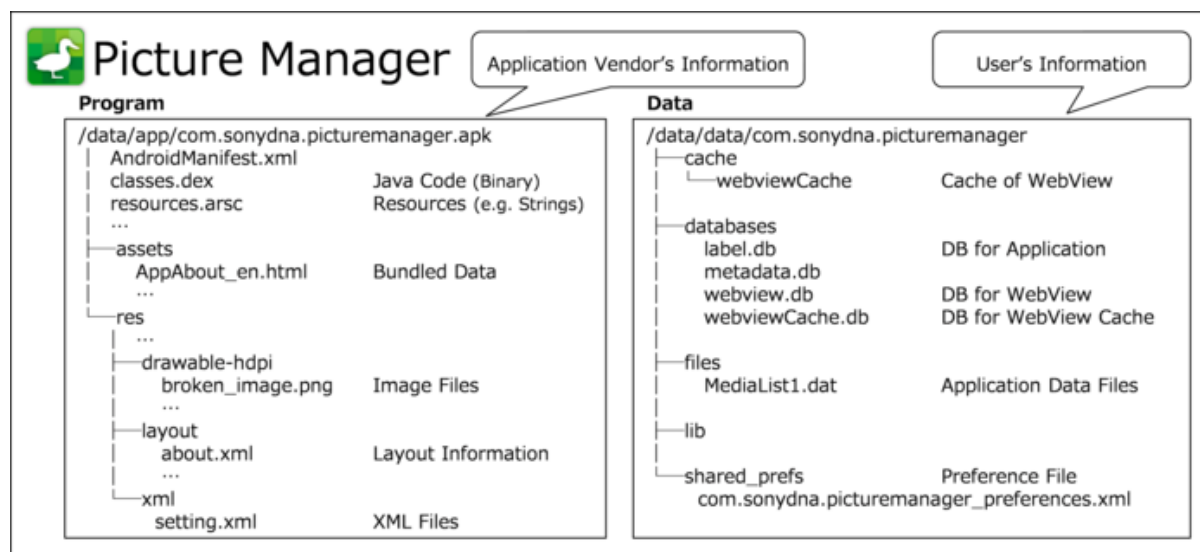 Picture Manager
Application Vendor's Information
User's Information
Program
/data/app/com.sonydna.picturemanager.apk
AndroidManifest.xml
classes.dex Java Code (Binary)
resources.arsc Resources (e.g. Strings)
...
assets
AppAbout_en.html Bundled Data
...
res
...
drawable-hdpi
broken_image.png Image Files
...
layout
about.xml Layout Information
...
xml
setting.xml XML Files
Data
/data/data/com.sonydna.picturemanager
cache
webviewCache Cache of WebView
databases
label.db DB for Application
metadata.db
webview.db DB for WebView
webviewCache.db DB for WebView Cache
files
MediaList1.dat Application Data Files
lib
shared_prefs Preference File
com.sonydna.picturemanager_preferences.xml